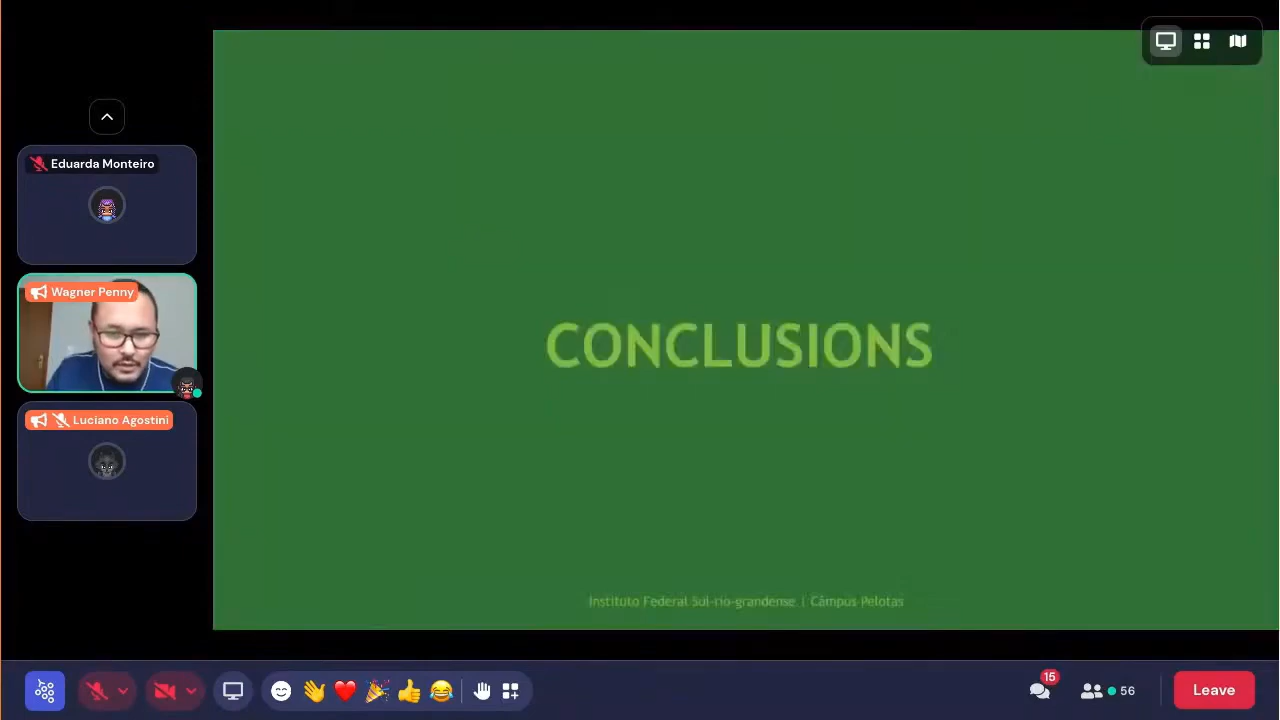 Eduarda Monteiro
Wagner Penny
Luciano Agostini
CONCLUSIONS
Instituto Federal Sul-rio-grandense | Câmpus Pelotas
15
56
Leave